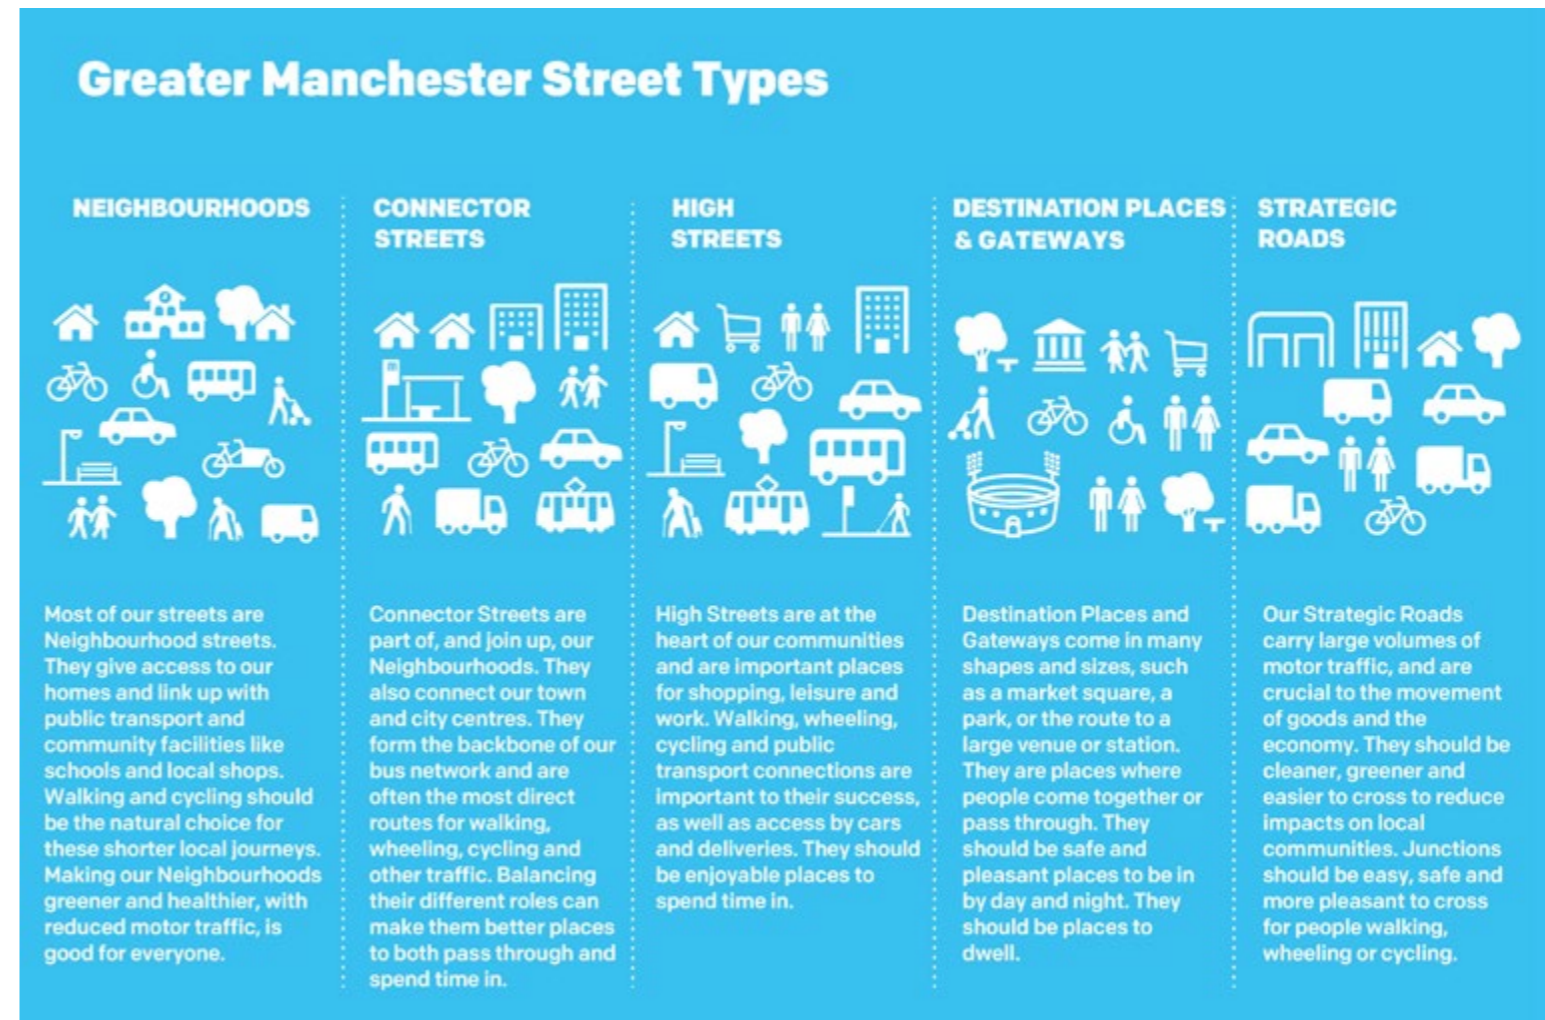 Greater Manchester Street Types
NEIGHBOURHOODS
Most of our streets are
Neighbourhood streets.
They give access to our
homes and link up with
public transport and
community facilities like
schools and local shops.
Walking and cycling should
be the natural choice for
these shorter local journeys.
Making our Neighbourhoods
greener and healthier, with
reduced motor traffic, is
good for everyone.
CONNECTOR
STREETS
Connector Streets are
part of, and join up, our
Neighbourhoods. They
also connect our town
and city centres. They
form the backbone of our
bus network and are
often the most direct
routes for walking,
wheeling, cycling and
other traffic. Balancing
their different roles can
make them better places
to both pass through and
spend time in.
HIGH
STREETS
High Streets are at the
heart of our communities
and are important places
for shopping, leisure and
work. Walking, wheeling,
cycling and public
transport connections are
important to their success,
as well as access by cars
and deliveries. They should
be enjoyable places to
spend time in.
DESTINATION PLACES
& GATEWAYS
Destination Places and
Gateways come in many
shapes and sizes, such
as a market square, a
park, or the route to a
large venue or station.
They are places where
people come together or
pass through. They
should be safe and
pleasant places to be in
by day and night. They
should be places to
dwell.
STRATEGIC
ROADS
Our Strategic Roads
carry large volumes of
motor traffic, and are
crucial to the movement
of goods and the
economy. They should be
cleaner, greener and
easier to cross to reduce
impacts on local
communities. Junctions
should be easy, safe and
more pleasant to cross
for people walking,
wheeling or cycling.